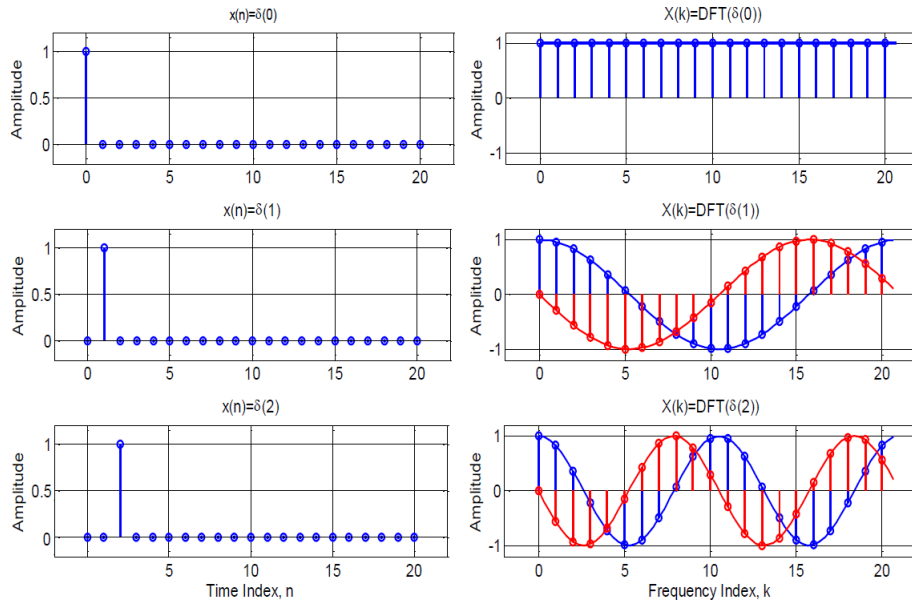 x(n)=δ(0)
Amplitude
1
0.5
0
0 5 10 15 20
X(k)=DFT(δ(0))
Amplitude
1
0
-1
0 5 10 15 20
x(n)=δ(1)
Amplitude
1
0.5
0
0 5 10 15 20
X(k)=DFT(δ(1))
Amplitude
1
0
-1
0 5 10 15 20
x(n)=δ(2)
Amplitude
1
0.5
0
5 10 15 20
Time Index, n
X(k)=DFT(δ(2))
Amplitude
1
0
-1
0 5 10 15 20
Frequency Index, k